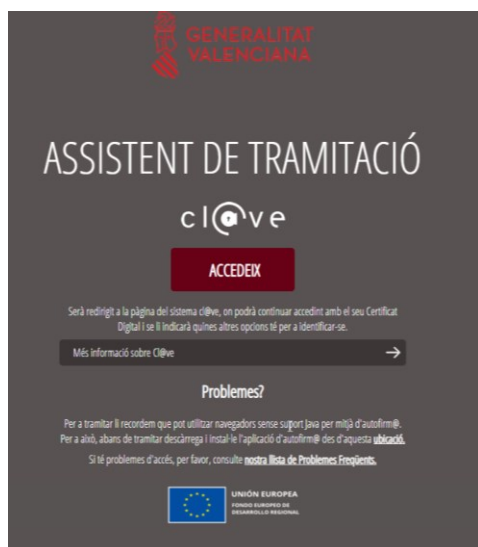 GENERALITAT
VALENCIANA
ASSISTENT DE TRAMITACIÓ
cl@ve
ACCEDEIX
Serà redirigit a la pàgina del sistema cl@ve, on podrà continuar accedint amb el seu Certificat
Digital i se li indicarà quines altres opcions té per a identificar-se.
Més informació sobre Cl@ve →
Problemes?
Per a tramitar li recordem que pot utilitzar navegadors sense suport Java per mitjà d'autofirm@.
Per a això, abans de tramitar descàrrega i instal·le l'aplicació d'autofirm@ des d'aquesta ubicació.
Si té problemes d'accés, per favor, consulte nostra llista de Problemes Freqüents.
UNIÓN EUROPEA
FONDO EUROPEO DE
DESARROLLO REGIONAL